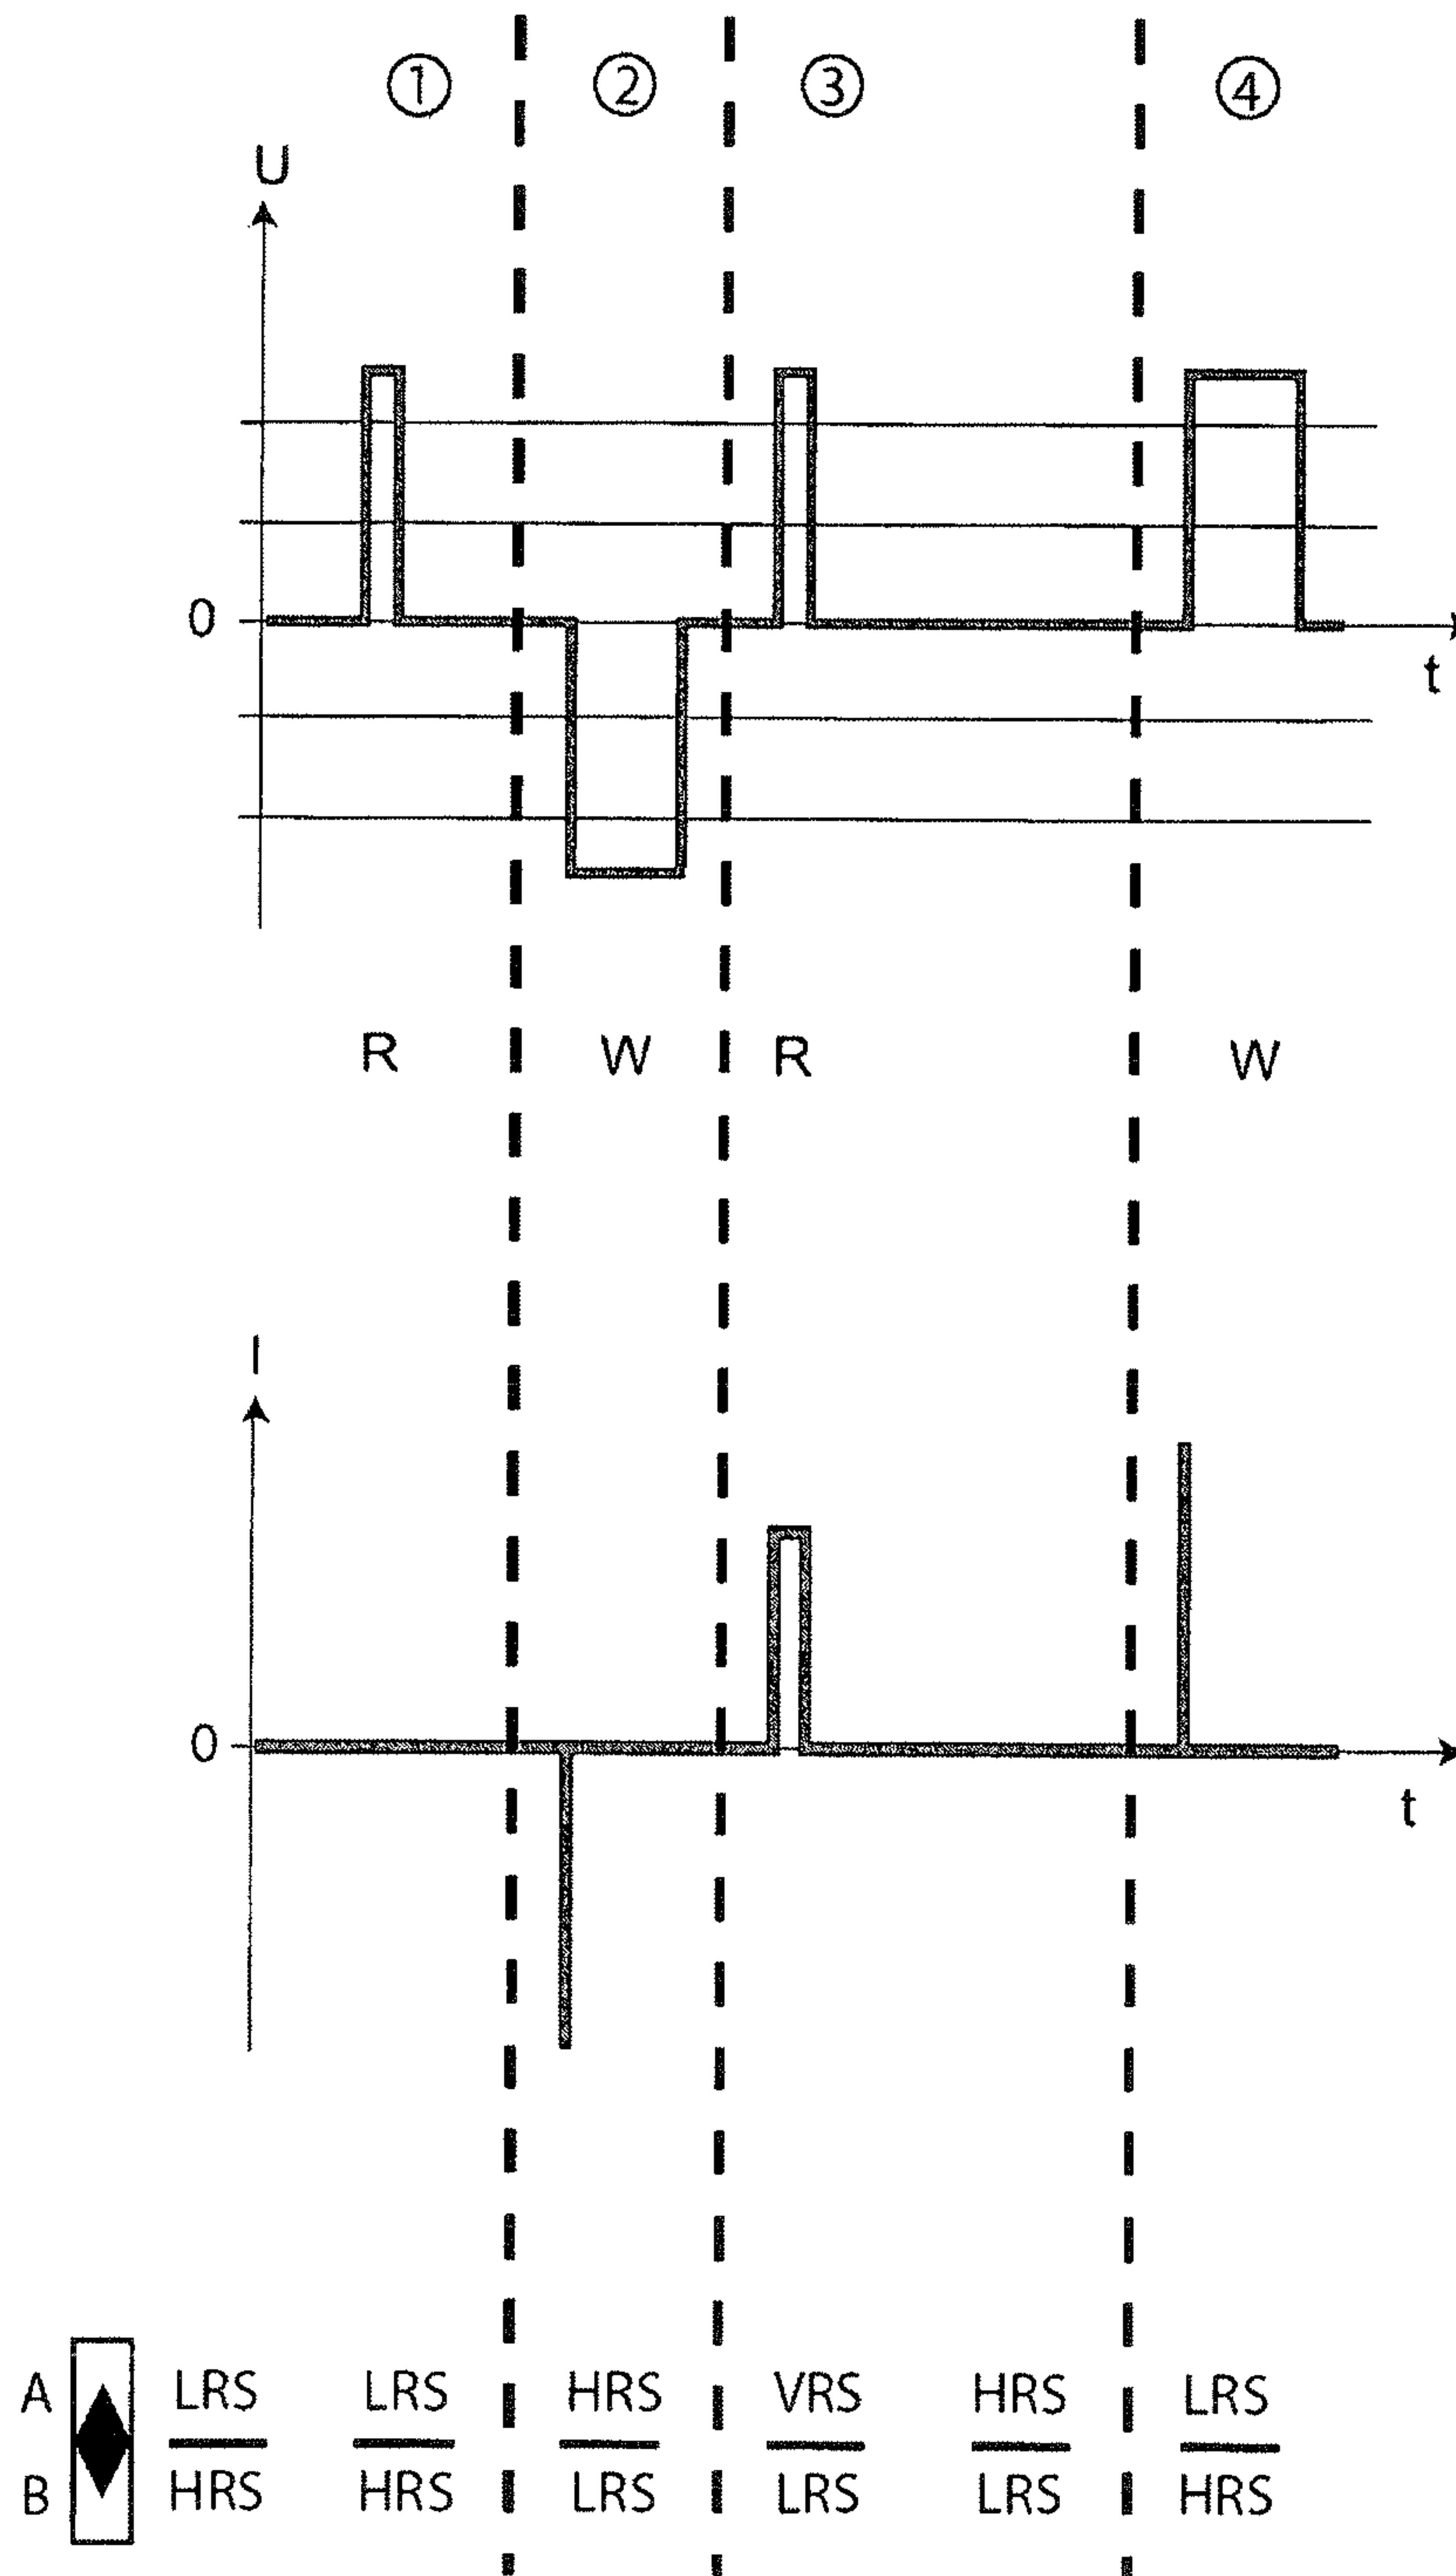 ① ② ③ ④
U
0
t
R W R W
I
0
t
A LRS LRS HRS VRS HRS LRS
B HRS HRS LRS LRS LRS HRS